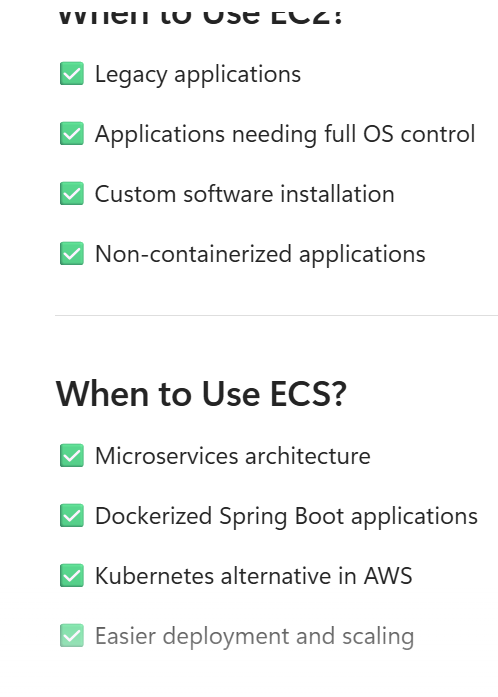 When to Use EC2?
✅ Legacy applications
✅ Applications needing full OS control
✅ Custom software installation
✅ Non-containerized applications
When to Use ECS?
✅ Microservices architecture
✅ Dockerized Spring Boot applications
✅ Kubernetes alternative in AWS
✅ Easier deployment and scaling